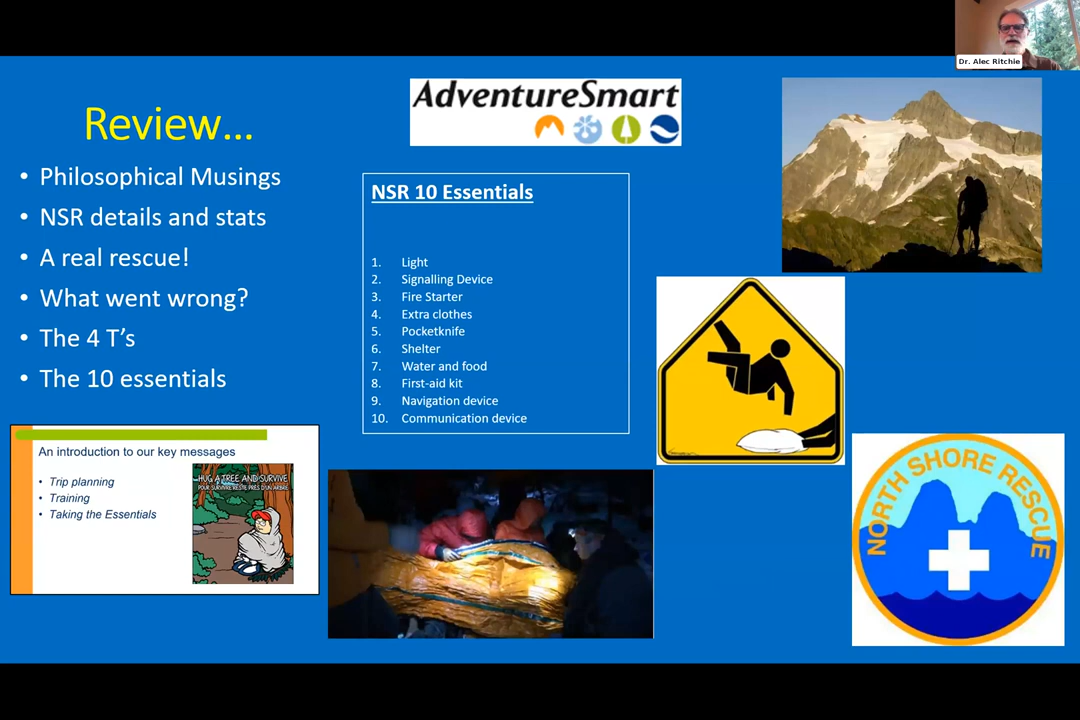 Dr. Alec Ritchie
Review...
• Philosophical Musings
• NSR details and stats
• A real rescue!
• What went wrong?
• The 4 T's
• The 10 essentials
AdventureSmart
NSR 10 Essentials
1. Light
2. Signalling Device
3. Fire Starter
4. Extra clothes
5. Pocketknife
6. Shelter
7. Water and food
8. First-aid kit
9. Navigation device
10. Communication device
An introduction to our key messages
• Trip planning
• Training
• Taking the Essentials
HUG A TREE AND SURVIVE
POUR SURVIVRE RESTE PRÈS D'UN ARBRE
NORTH SHORE RESCUE